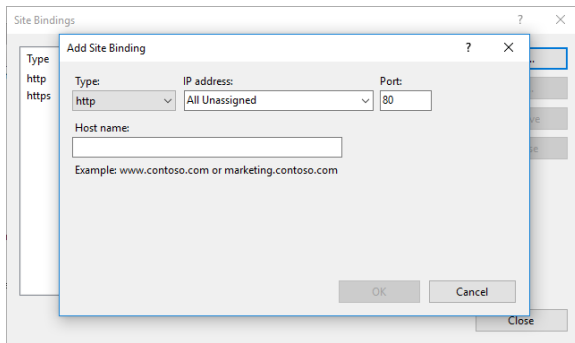 Site Bindings
? ×
Add Site Binding
? ×
Type
http
https
Type:
IP address:
Port:
http
All Unassigned
80
Host name:
Example: www.contoso.com or marketing.contoso.com
OK
Cancel
Close